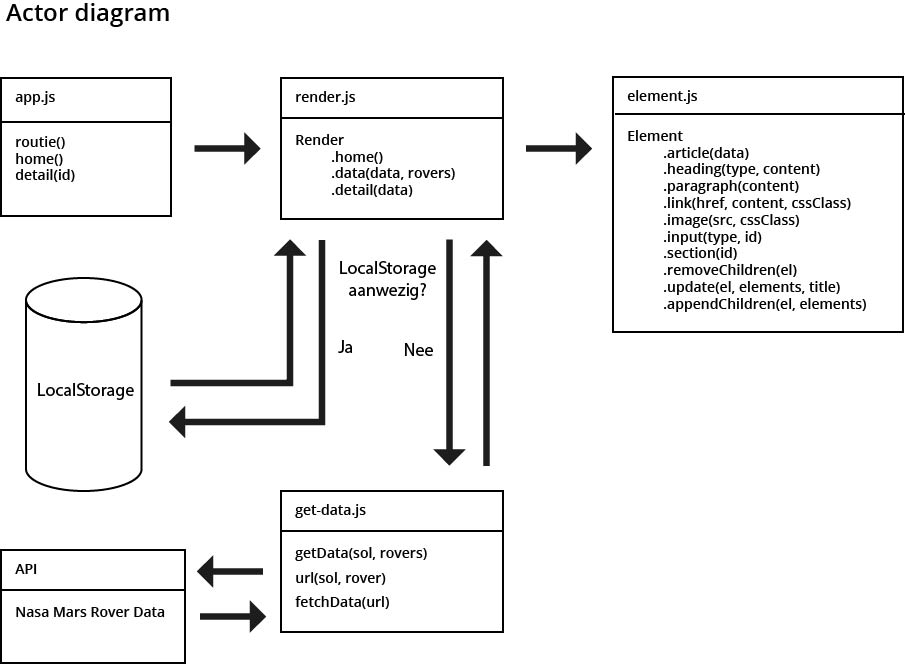 Actor diagram
app.js
routie()
home()
detail(id)
render.js
Render
.home()
.data(data, rovers)
.detail(data)
element.js
Element
.article(data)
.heading(type, content)
.paragraph(content)
.link(href, content, cssClass)
.image(src, cssClass)
.input(type, id)
.section(id)
.removeChildren(el)
.update(el, elements, title)
.appendChildren(el, elements)
LocalStorage
aanwezig?
Ja
Nee
LocalStorage
get-data.js
getData(sol, rovers)
url(sol, rover)
fetchData(url)
API
Nasa Mars Rover Data